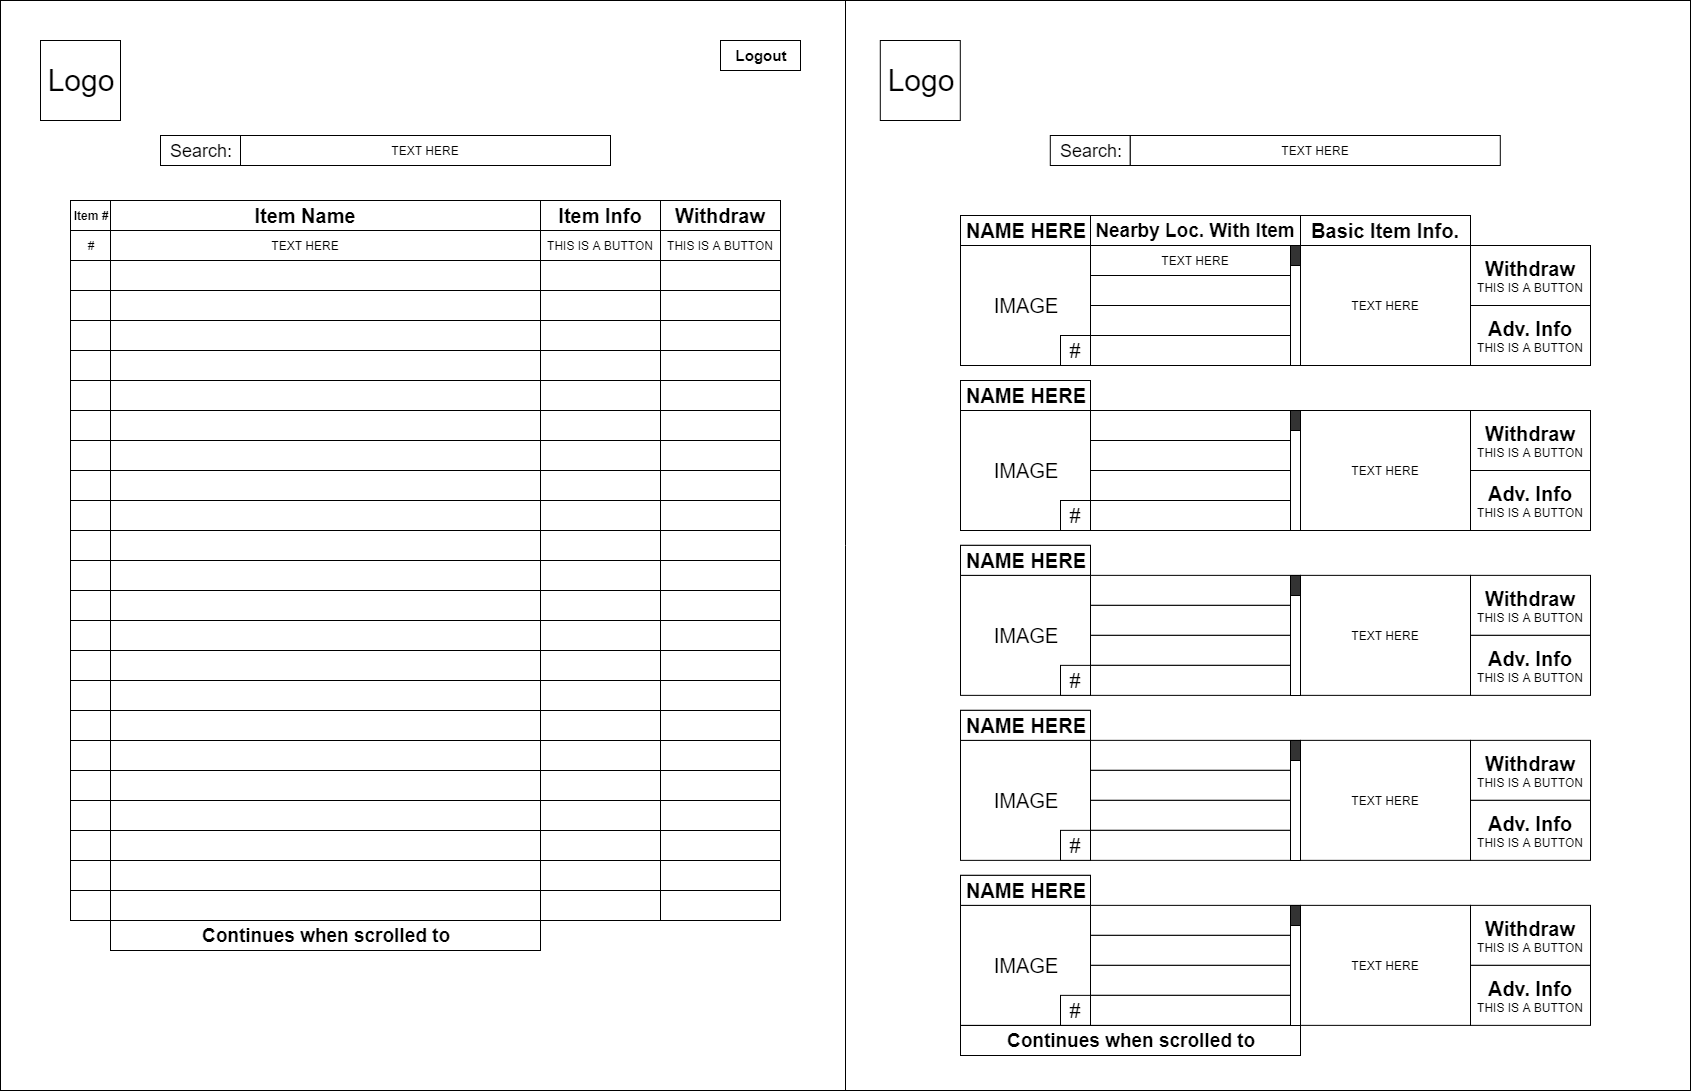 Logo
Logout
Search: TEXT HERE
Item # Item Name Item Info Withdraw
# TEXT HERE THIS IS A BUTTON THIS IS A BUTTON
Continues when scrolled to
Logo
Search: TEXT HERE
NAME HERE Nearby Loc. With Item Basic Item Info.
TEXT HERE
IMAGE
#
TEXT HERE
Withdraw
THIS IS A BUTTON
Adv. Info
THIS IS A BUTTON
NAME HERE
IMAGE
#
TEXT HERE
Withdraw
THIS IS A BUTTON
Adv. Info
THIS IS A BUTTON
NAME HERE
IMAGE
#
TEXT HERE
Withdraw
THIS IS A BUTTON
Adv. Info
THIS IS A BUTTON
NAME HERE
IMAGE
#
TEXT HERE
Withdraw
THIS IS A BUTTON
Adv. Info
THIS IS A BUTTON
NAME HERE
IMAGE
#
TEXT HERE
Withdraw
THIS IS A BUTTON
Adv. Info
THIS IS A BUTTON
Continues when scrolled to